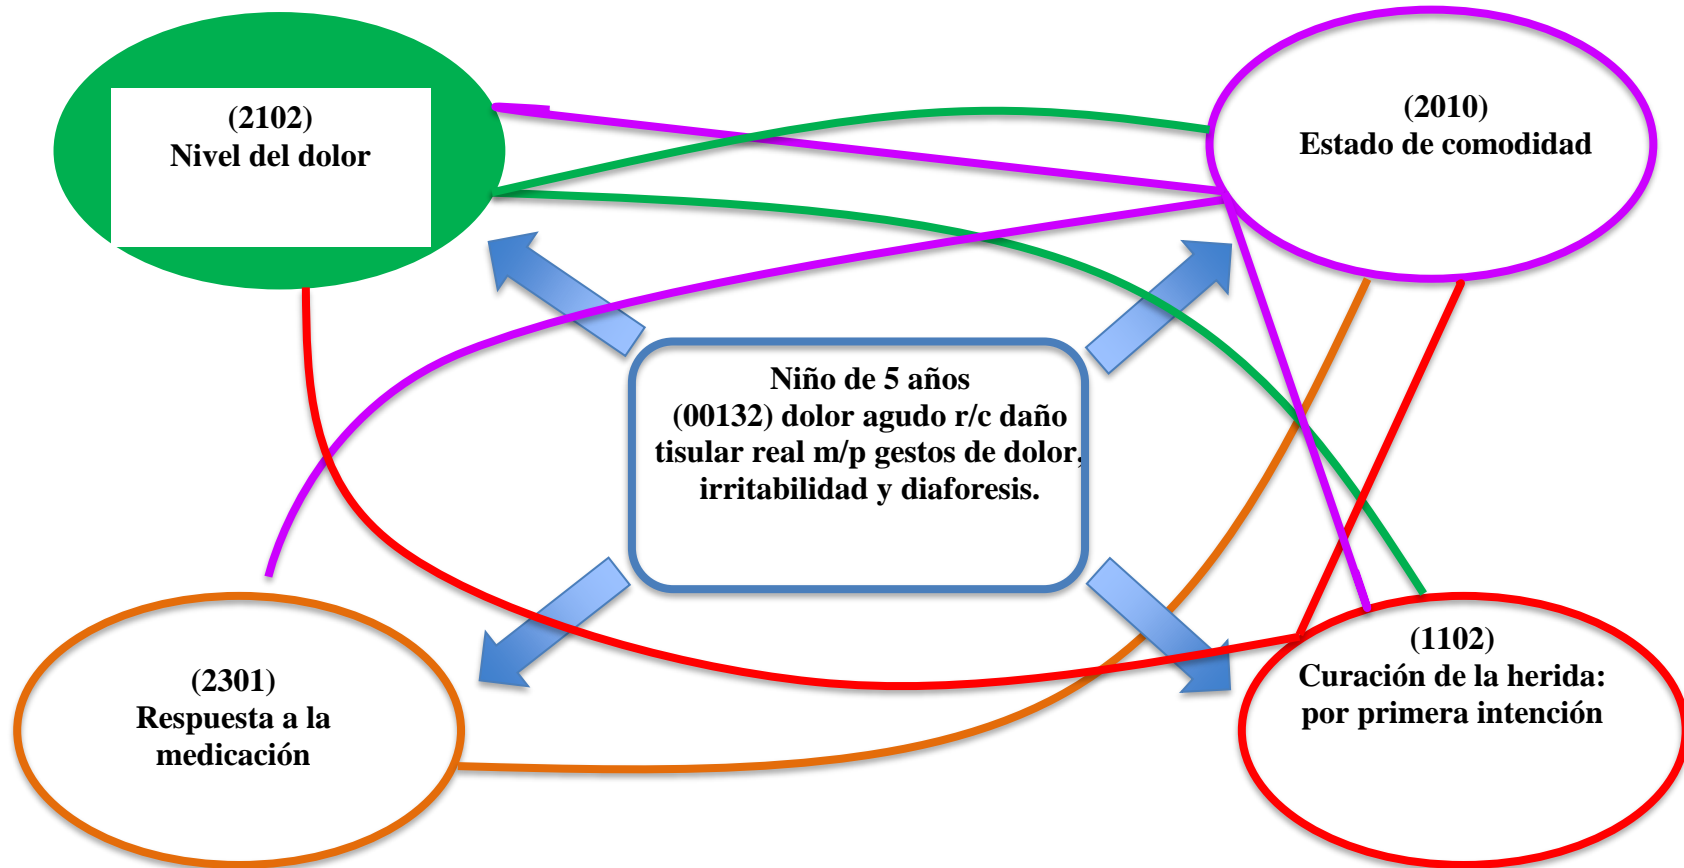 (2102)
Nivel del dolor
(2010)
Estado de comodidad
Niño de 5 años
(00132) dolor agudo r/c daño
tisular real m/p gestos de dolor,
irritabilidad y diaforesis.
(2301)
Respuesta a la
medicación
(1102)
Curación de la herida:
por primera intención